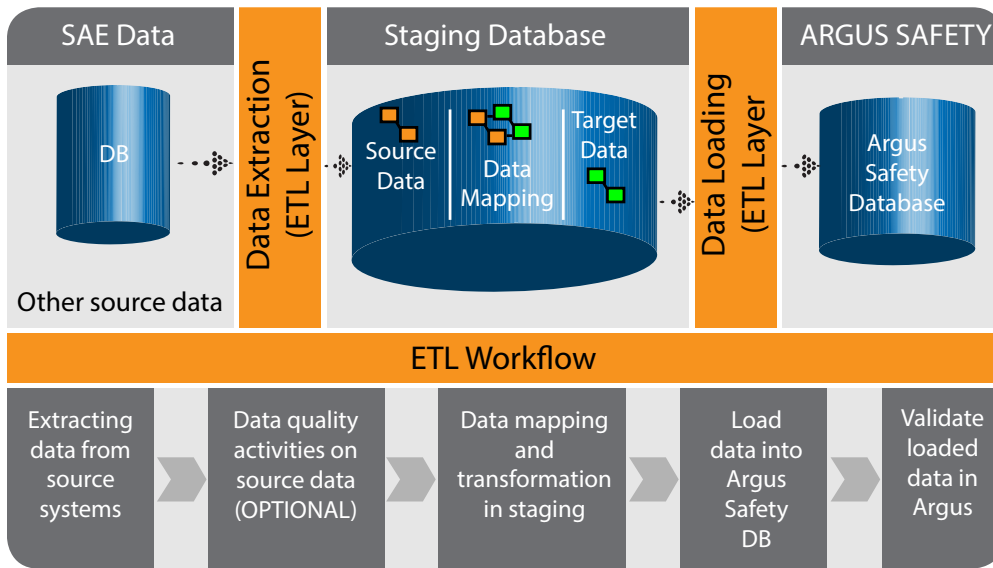 SAE Data
DB
Other source data
Data Extraction
(ETL Layer)
Staging Database
Source
Data
Data
Mapping
Target
Data
Data Loading
(ETL Layer
ARGUS SAFETY
Argus
Safety
Database
ETL Workflow
Extracting
data from
source
systems
Data quality
activities on
source data
(OPTIONAL)
Data mapping
and
transformation
in staging
Load
data into
Argus
Safety
DB
Validate
loaded
data in
Argus